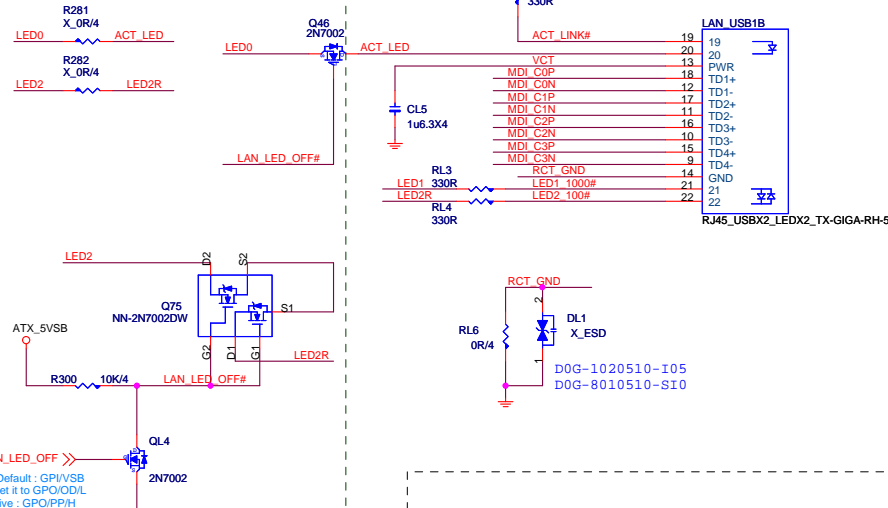 330R
R281
X_0R/4
LED0
ACT_LED
R282
X_0R/4
LED2
LED2R
Q46
2N7002
LED0
ACT_LED
LAN_LED_OFF#
ACT_LINK#
VCT
MDI_C0P
MDI_C0N
MDI_C1P
MDI_C1N
MDI_C2P
MDI_C2N
MDI_C3P
MDI_C3N
RCT_GND
CL5
1u6.3X4
RL3
330R
LED1
LED1_1000#
LED2R
LED2_100#
RL4
330R
LAN_USB1B
19 19
20 20
13 PWR
18 TD1+
12 TD1-
17 TD2+
11 TD2-
16 TD3+
10 TD3-
15 TD4+
9 TD4-
14 GND
21 21
22 22
RJ45_USBX2_LEDX2_TX-GIGA-RH-5
LED2
D2
S2
Q75
NN-2N7002DW
S1
G2
D1
G1
LED2R
ATX_5VSB
R300
10K/4
LAN_LED_OFF#
QL4
2N7002
N_LED_OFF
Default : GPI/VSB
et it to GPO/OD/L
ive : GPO/PP/H
RCT_GND
RL6
0R/4
2
DL1
X_ESD
1
D0G-1020510-I05
D0G-8010510-SI0